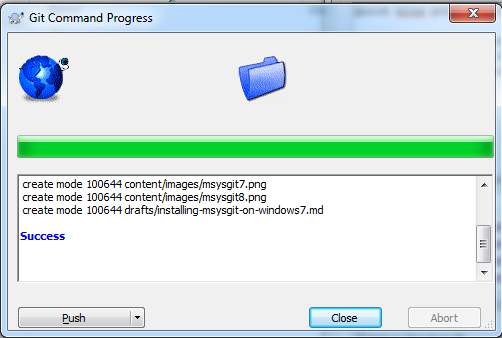 Git Command Progress
create mode 100644 content/images/msysgit7.png
create mode 100644 content/images/msysgit8.png
create mode 100644 drafts/installing-msysgit-on-windows7.md
Success
Push
Close
Abort